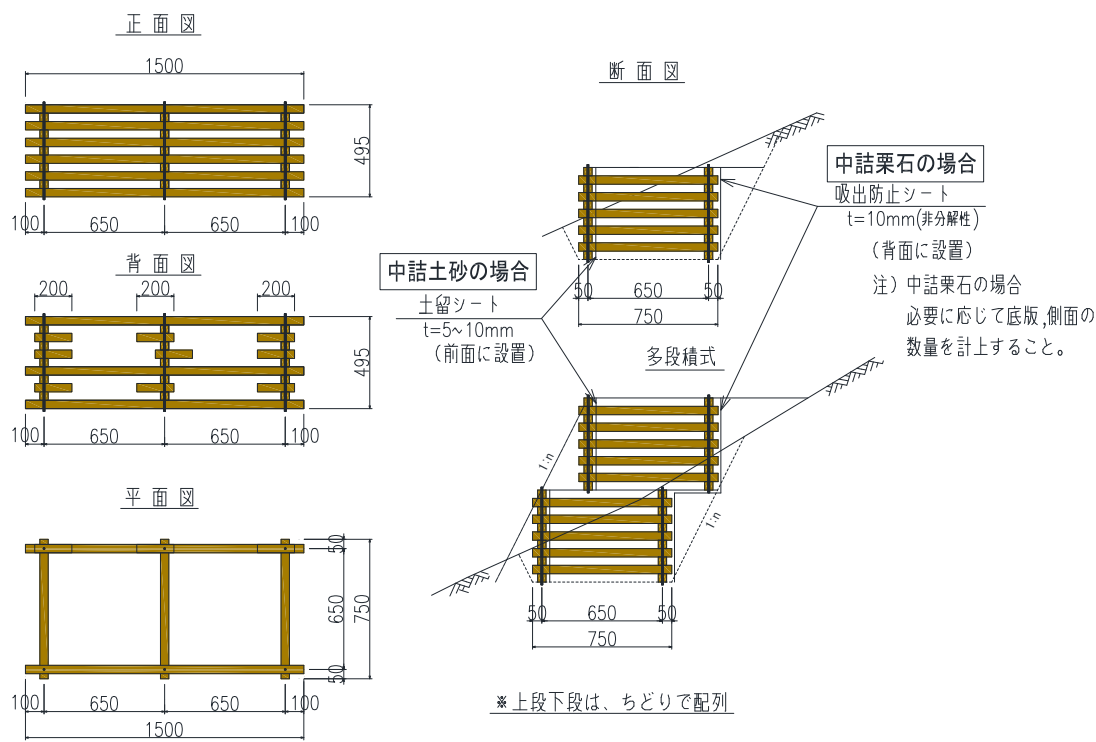 正面図
1500
495
100 650 650 100
背面図
200 200 200
495
100 650 650 100
平面図
50
650
750
50
100 650 650 100
1500
断面図
中詰栗石の場合
吸出防止シート
t=10mm(非分解性)
(背面に設置)
注) 中詰栗石の場合
必要に応じて底版,側面の
数量を計上すること。
中詰土砂の場合
土留シート
t=5~10mm
(前面に設置)
50 650 50
750
多段積式
1:n
1:n
50 650 50
750
※上段下段は、ちどりで配列